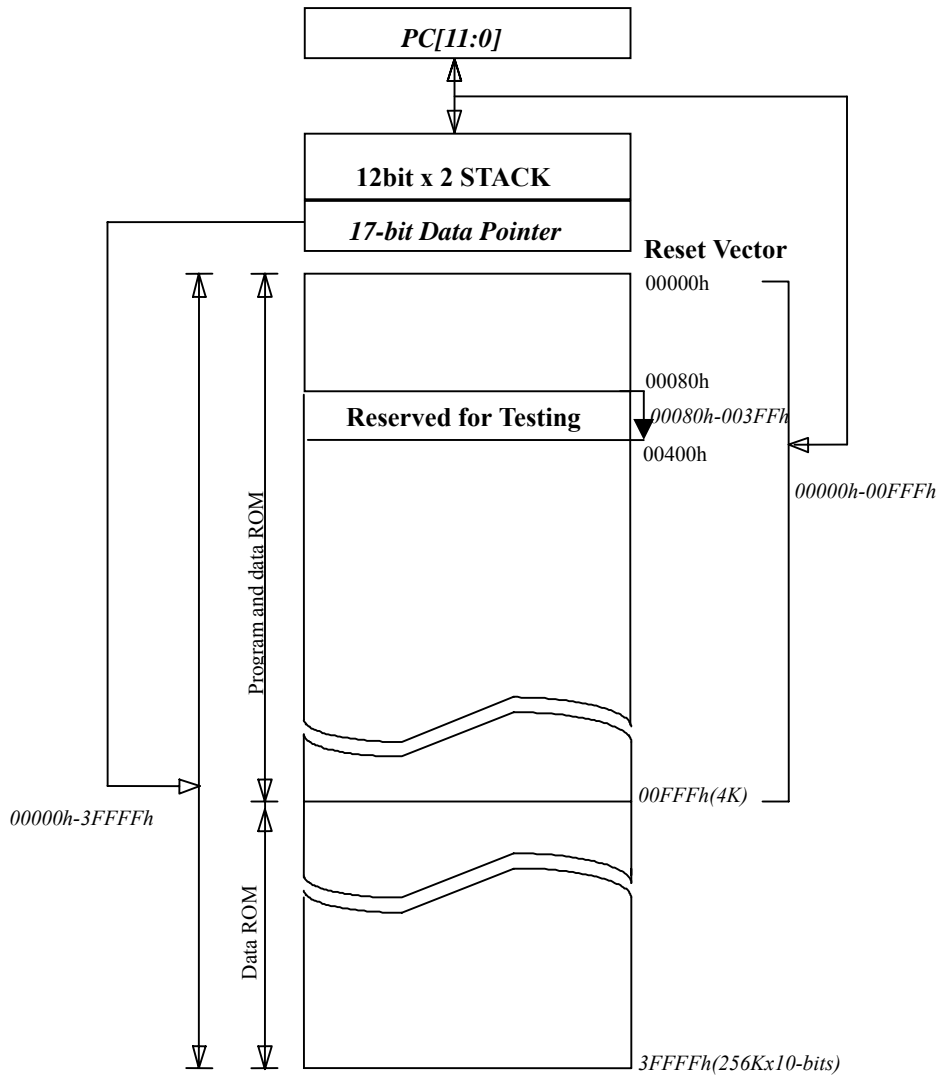 PC[11:0]
12bit x 2 STACK
17-bit Data Pointer
Reset Vector
00000h
00080h
Reserved for Testing
00080h-003FFh
00400h
00000h-00FFFh
Program and data ROM
00FFFh(4K)
00000h-3FFFFh
Data ROM
3FFFFh(256Kx10-bits)